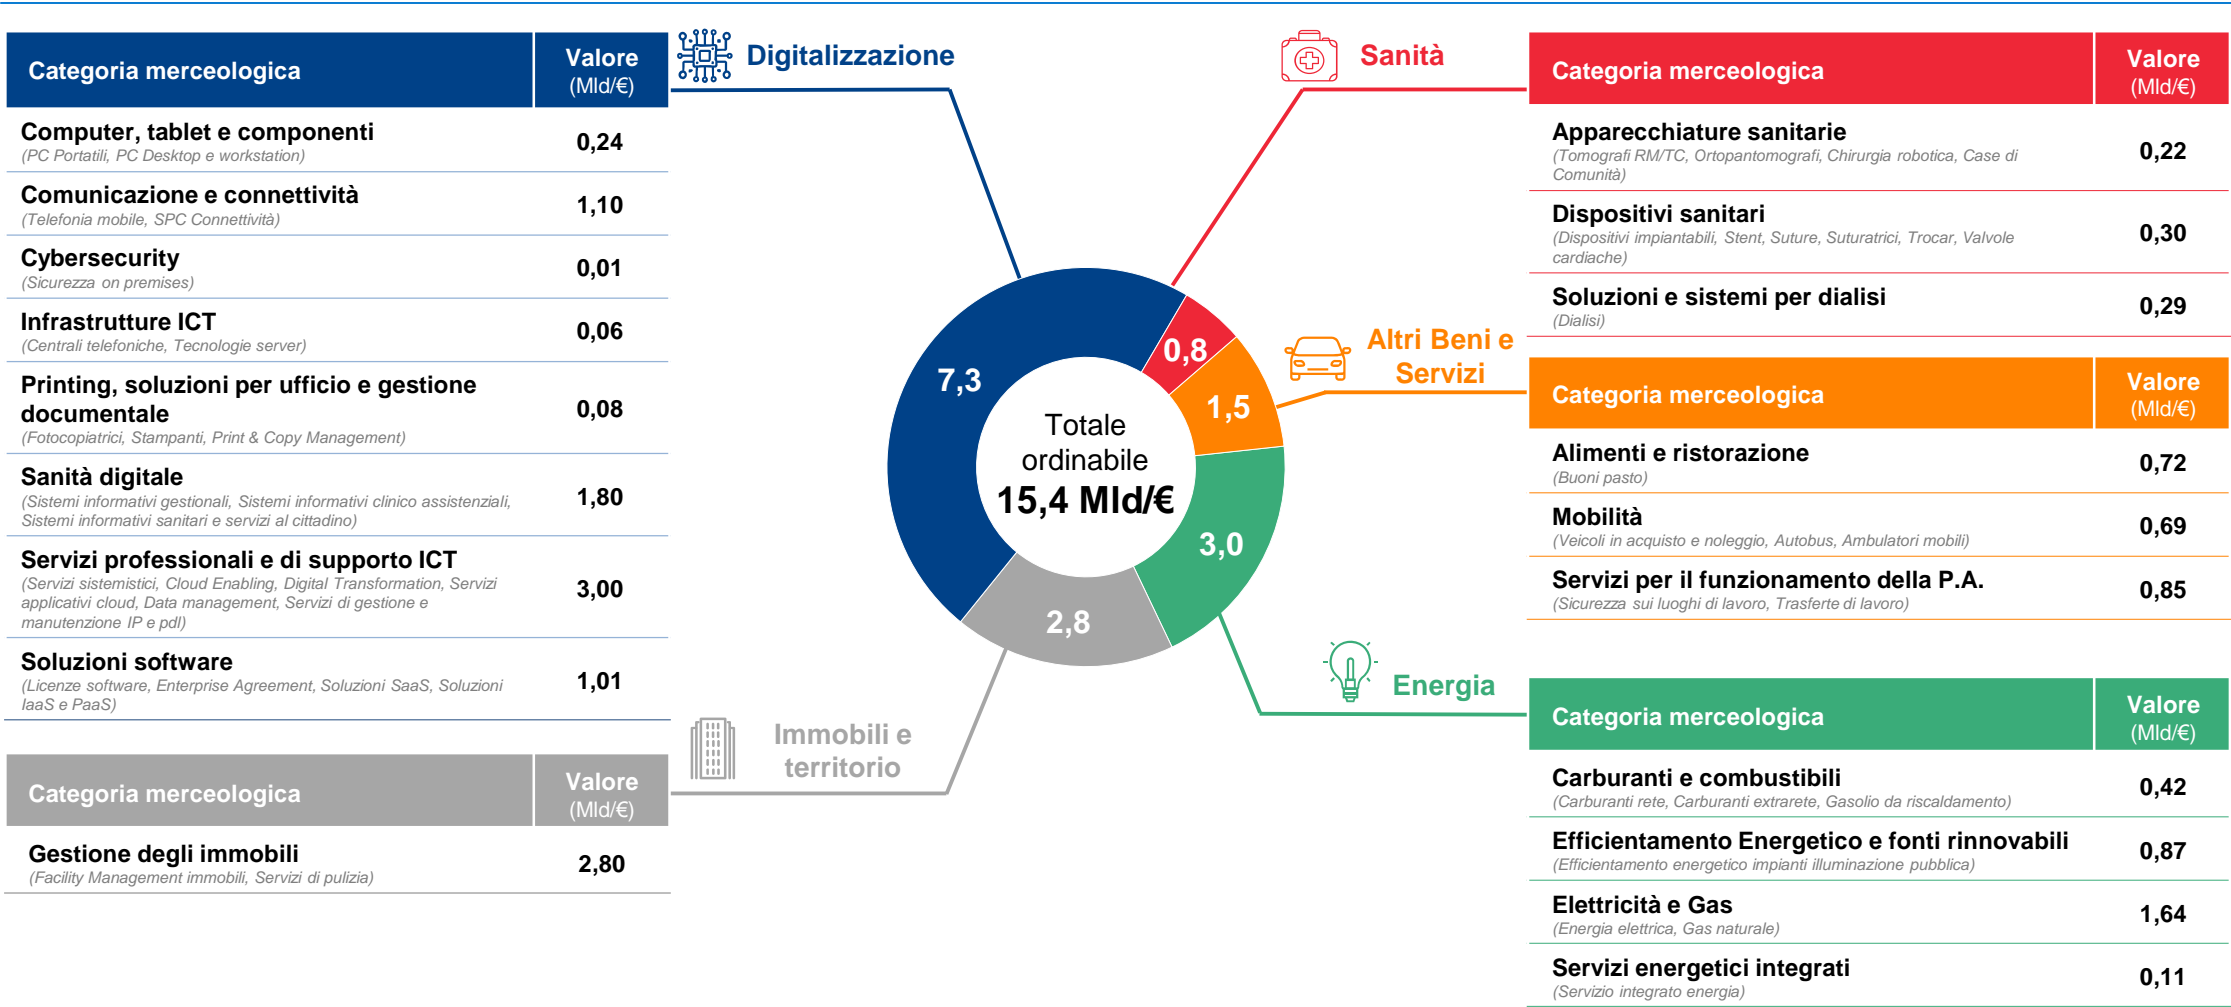 Categoria merceologica
Valore
(Mld/€)
Computer, tablet e componenti
(PC Portatili, PC Desktop e workstation)
0,24
Comunicazione e connettività
(Telefonia mobile, SPC Connettività)
1,10
Cybersecurity
(Sicurezza on premises)
0,01
Infrastrutture ICT
(Centrali telefoniche, Tecnologie server)
0,06
Printing, soluzioni per ufficio e gestione
documentale
(Fotocopiatrici, Stampanti, Print & Copy Management)
0,08
Sanità digitale
(Sistemi informativi gestionali, Sistemi informativi clinico assistenziali,
Sistemi informativi sanitari e servizi al cittadino)
1,80
Servizi professionali e di supporto ICT
(Servizi sistemistici, Cloud Enabling, Digital Transformation, Servizi
applicativi cloud, Data management, Servizi di gestione e
manutenzione IP e pdl)
3,00
Soluzioni software
(Licenze software, Enterprise Agreement, Soluzioni SaaS, Soluzioni
IaaS e PaaS)
1,01
Categoria merceologica
Valore
(Mld/€)
Gestione degli immobili
(Facility Management immobili, Servizi di pulizia)
2,80
Digitalizzazione
Sanità
Altri Beni e
Servizi
Energia
Immobili e
territorio
7,3
0,8
1,5
3,0
2,8
Totale
ordinabile
15,4 Mld/€
Categoria merceologica
Valore
(Mld/€)
Apparecchiature sanitarie
(Tomografi RM/TC, Ortopantomografi, Chirurgia robotica, Case di
Comunità)
0,22
Dispositivi sanitari
(Dispositivi impiantabili, Stent, Suture, Suturatrici, Trocar, Valvole
cardiache)
0,30
Soluzioni e sistemi per dialisi
(Dialisi)
0,29
Categoria merceologica
Valore
(Mld/€)
Alimenti e ristorazione
(Buoni pasto)
0,72
Mobilità
(Veicoli in acquisto e noleggio, Autobus, Ambulatori mobili)
0,69
Servizi per il funzionamento della P.A.
(Sicurezza sui luoghi di lavoro, Trasferte di lavoro)
0,85
Categoria merceologica
Valore
(Mld/€)
Carburanti e combustibili
(Carburanti rete, Carburanti extrarete, Gasolio da riscaldamento)
0,42
Efficientamento Energetico e fonti rinnovabili
(Efficientamento energetico impianti illuminazione pubblica)
0,87
Elettricità e Gas
(Energia elettrica, Gas naturale)
1,64
Servizi energetici integrati
(Servizio integrato energia)
0,11